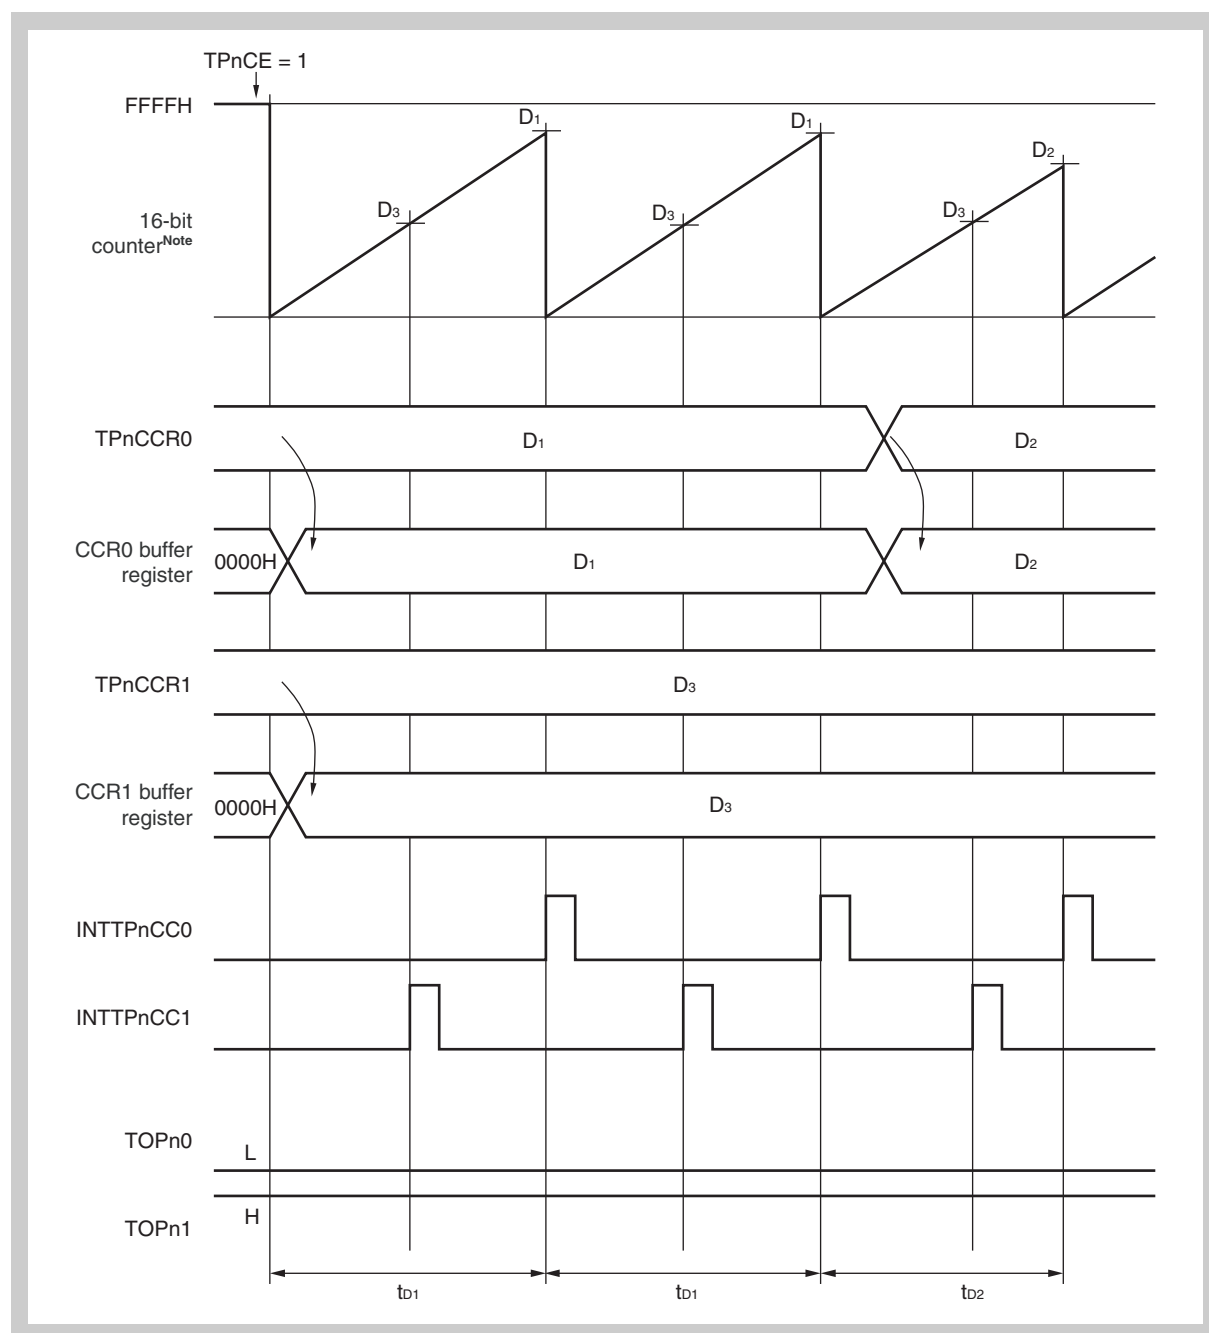 TPnCE = 1
FFFFH
D1
D1
D2
D3
D3
D3
16-bit
counterNote
TPnCCR0
D1
D2
CCR0 buffer
register
0000H
D1
D2
TPnCCR1
D3
CCR1 buffer
register
0000H
D3
INTTPnCC0
INTTPnCC1
TOPn0
L
H
TOPn1
tD1
tD1
tD2